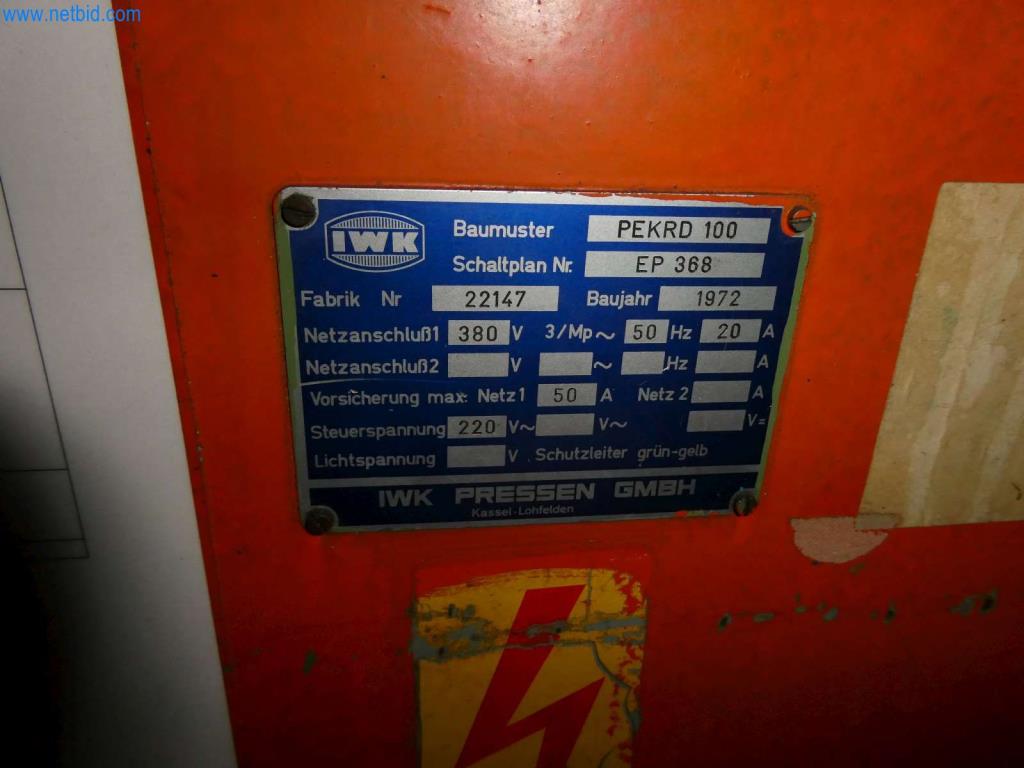 www.netbid.com
IWK
Baumuster PEKRD 100
Schaltplan Nr. EP 368
Fabrik Nr 22147 Baujahr 1972
Netzanschluß1 380 V 3/Mp ~ 50 Hz 20 A
Netzanschluß2 V ~ Hz A
Vorsicherung max: Netz 1 50 A Netz 2 A
Steuerspannung 220 V~ V~ V=
Lichtspannung V Schutzleiter grün-gelb
IWK PRESSEN GMBH
Kassel-Lohfelden